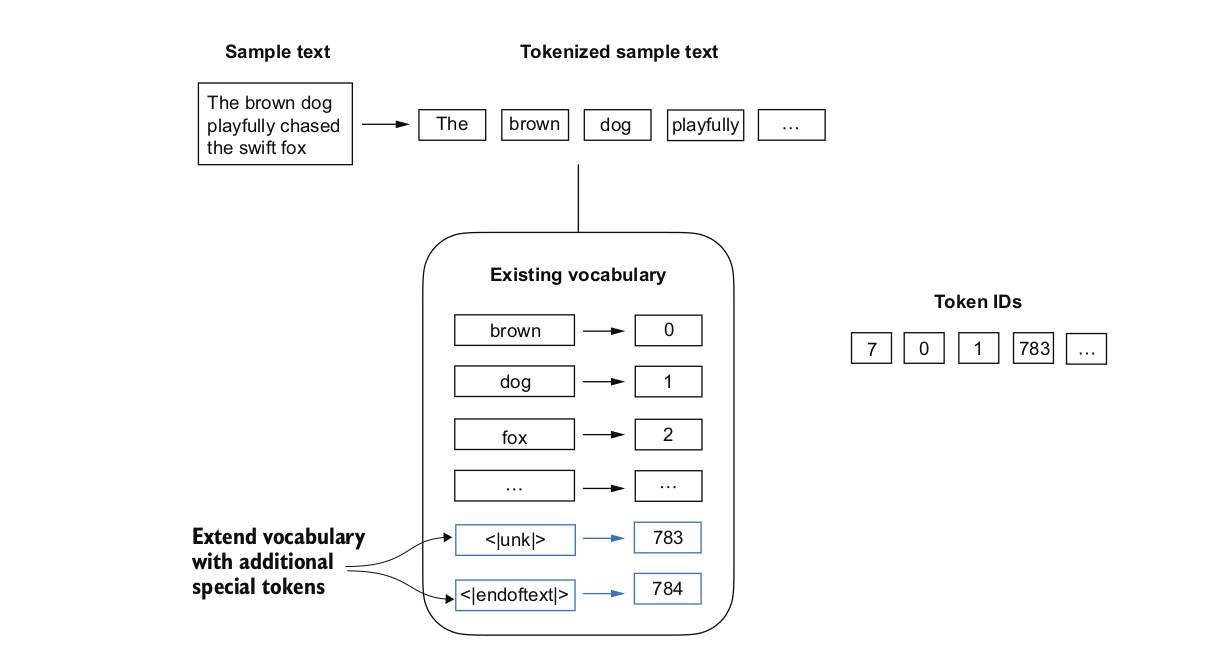 Sample text
The brown dog
playfully chased
the swift fox
Tokenized sample text
The brown dog playfully ...
Existing vocabulary
brown 0
dog 1
fox 2
... ...
<|unk|> 783
<|endoftext|> 784
Extend vocabulary
with additional
special tokens
Token IDs
7 0 1 783 ...